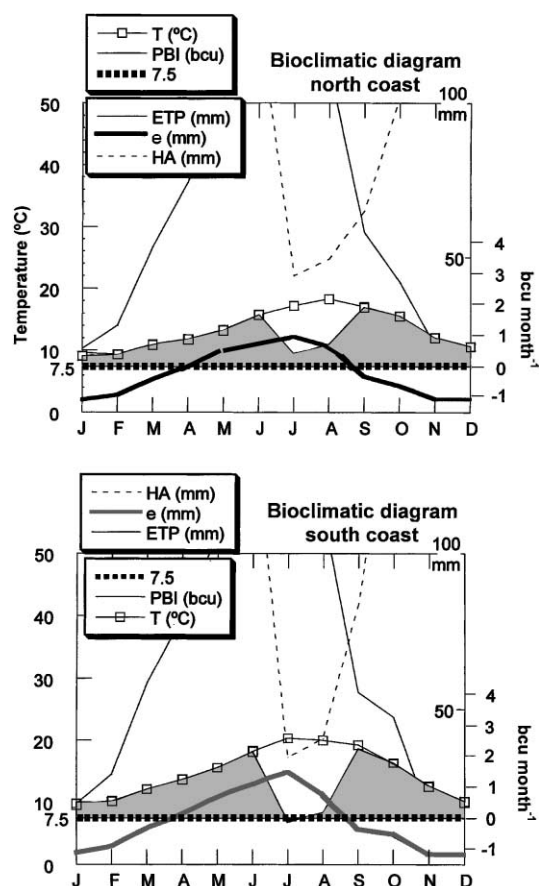 T (ºC)
PBI (bcu)
7.5
Bioclimatic diagram
north coast
100
mm
ETP (mm)
e (mm)
HA (mm)
50
40
30
20
10
7.5
0
Temperature (ºC)
50
4
3
2
1
0
-1
bcu month-1
J F M A M J J A S O N D
HA (mm)
e (mm)
ETP (mm)
Bioclimatic diagram
south coast
100
mm
7.5
PBI (bcu)
T (ºC)
50
40
30
20
10
7.5
0
50
4
3
2
1
0
-1
bcu month-1
J F M A M J J A S O N D